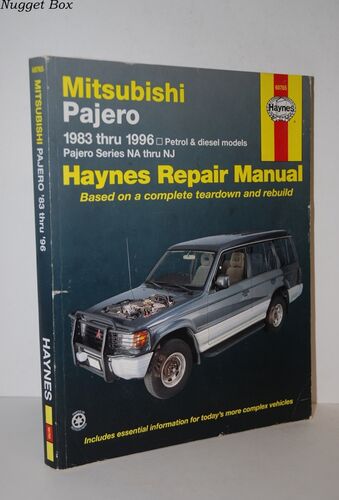 Nugget Box
68765
Haynes
Mitsubishi
Pajero
1983 thru 1996 □ Petrol & diesel models
Pajero Series NA thru NJ
Haynes Repair Manual
Based on a complete teardown and rebuild
Includes essential information for today's more complex vehicles
MITSUBISHI PAJERO '83 thru '96
HAYNES